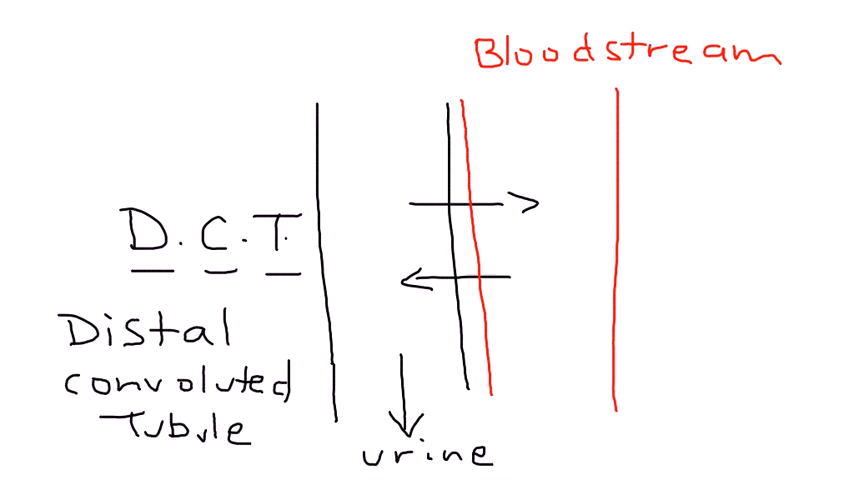 Bloodstream
D.C.T.
Distal
convoluted
Tubule
urine